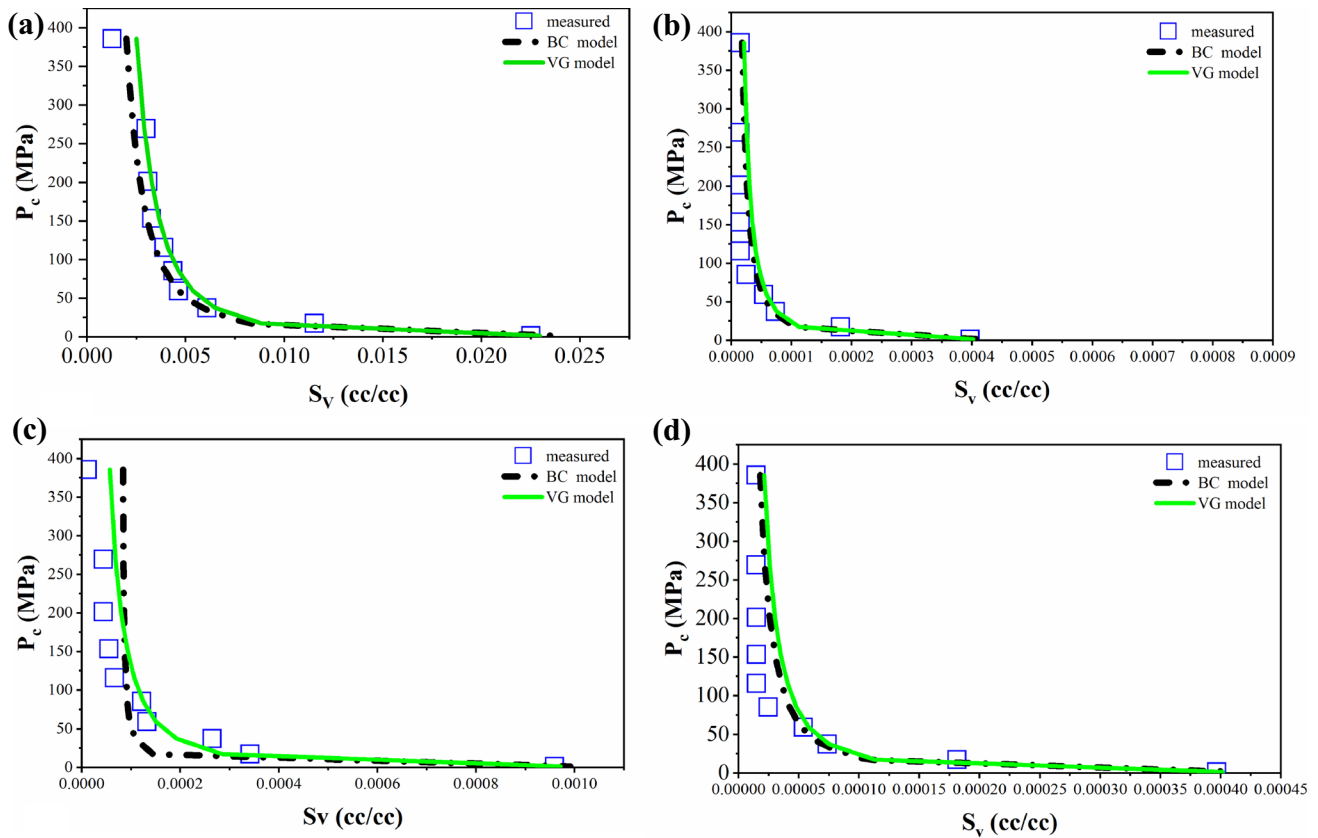 (a)
measured
BC model
VG model
400
350
300
250
200
150
100
50
0
P_c (MPa)
0.000 0.005 0.010 0.015 0.020 0.025
S_V (cc/cc)
(b)
measured
BC model
VG model
400
350
300
250
200
150
100
50
0
P_c (MPa)
0.0000 0.0001 0.0002 0.0003 0.0004 0.0005 0.0006 0.0007 0.0008 0.0009
S_v (cc/cc)
(c)
measured
BC model
VG model
400
350
300
250
200
150
100
50
0
P_c (MPa)
0.0000 0.0002 0.0004 0.0006 0.0008 0.0010
Sv (cc/cc)
(d)
measured
BC model
VG model
400
350
300
250
200
150
100
50
0
P_c (MPa)
0.00000 0.00005 0.00010 0.00015 0.00020 0.00025 0.00030 0.00035 0.00040 0.00045
S_v (cc/cc)